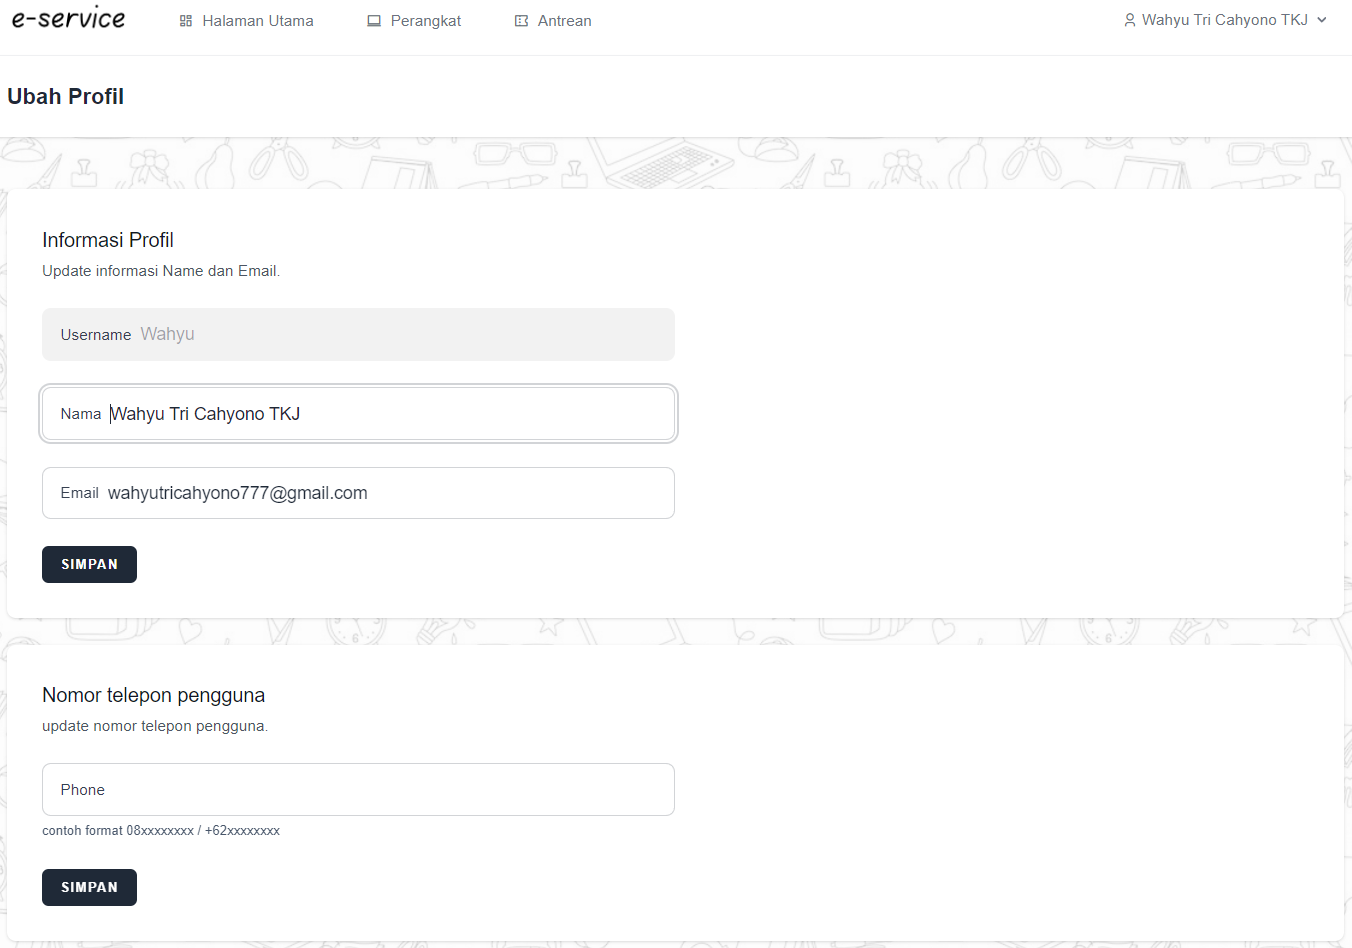 e-service Halaman Utama Perangkat Antrean Wahyu Tri Cahyono TKJ
Ubah Profil
Informasi Profil
Update informasi Name dan Email.
Username Wahyu
Nama Wahyu Tri Cahyono TKJ
Email wahyutricahyono777@gmail.com
SIMPAN
Nomor telepon pengguna
update nomor telepon pengguna.
Phone
contoh format 08xxxxxxxx / +62xxxxxxxx
SIMPAN